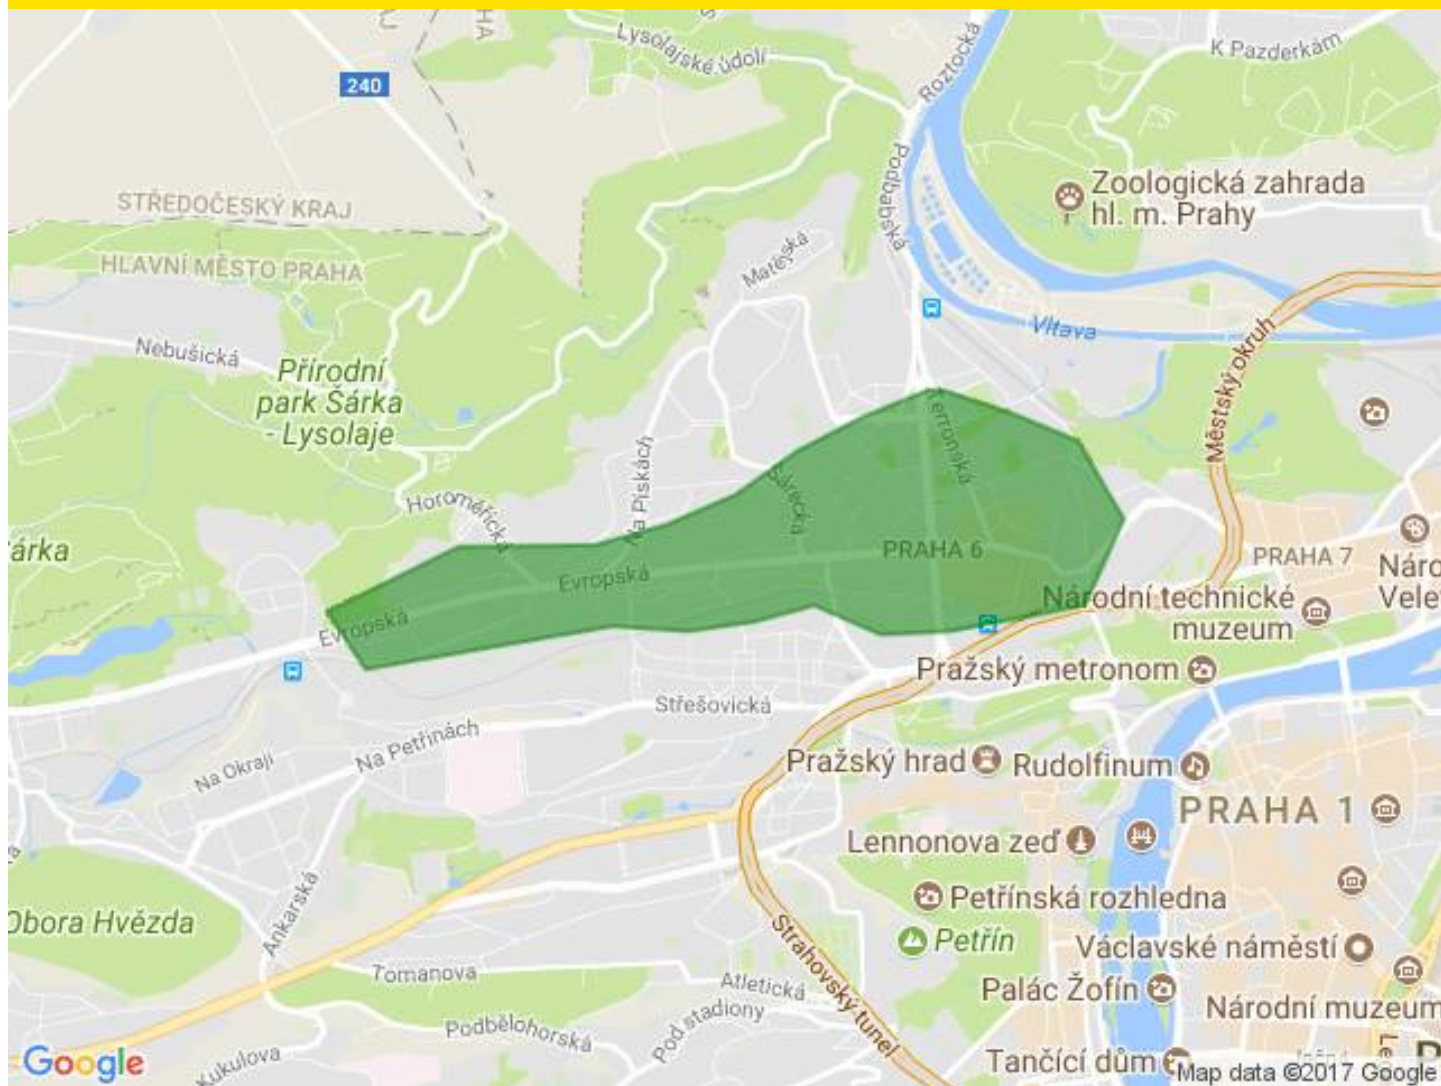 Lysolajské údolí
Roztocká
K Pazderkám
240
Podbabská
Zoologická zahrada
hl. m. Prahy
STŘEDOČESKÝ KRAJ
HLAVNÍ MĚSTO PRAHA
Matějská
Vltava
Městský okruh
Nebušická
Přírodní
park Šárka
- Lysolaje
Na Pískách
Horoměřická
Evropská
PRAHA 6
PRAHA 7
Národní technické
muzeum
Evropská
Pražský metronom
Střešovická
Na Petřinách
Na Okraji
Pražský hrad
Rudolfinum
PRAHA 1
Lennonova zeď
Petřínská rozhledna
Petřín
Václavské náměstí
Obora Hvězda
Ankarská
Strahovský tunel
Tomanova
Atletická
Palác Žofín
Národní muzeum
Podbělohorská
Pod stadiony
Kukulova
Tančící dům
Google
Map data ©2017 Google